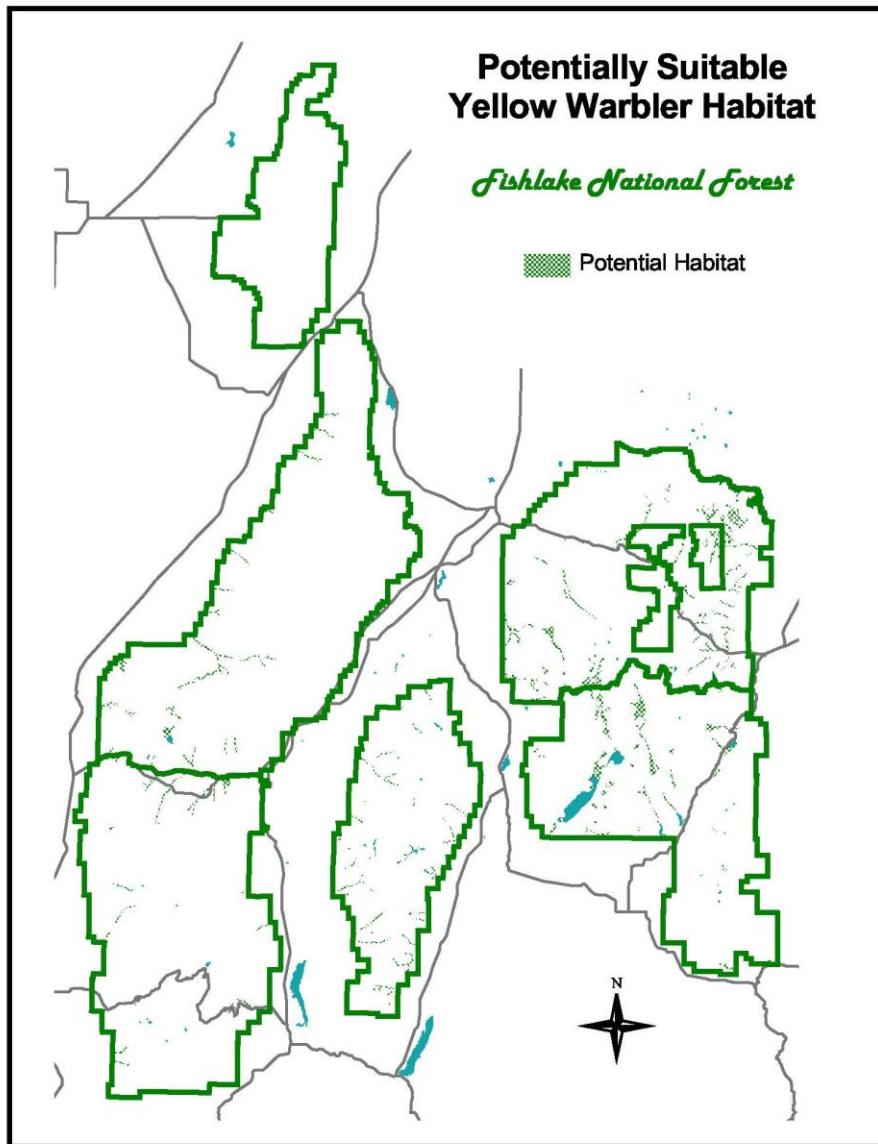 Potentially Suitable
Yellow Warbler Habitat
Fishlake National Forest
Potential Habitat
N